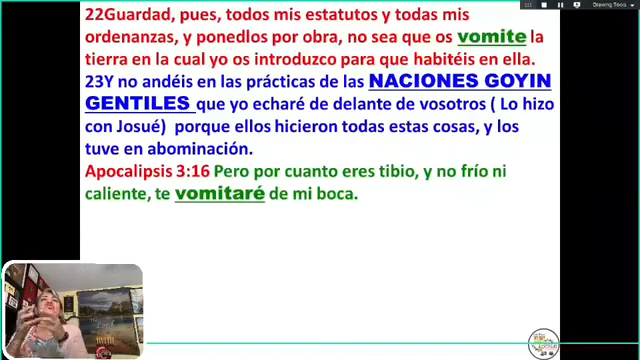 Drawing Tools
22Guardad, pues, todos mis estatutos y todas mis
ordenanzas, y ponedlos por obra, no sea que os vomite la
tierra en la cual yo os introduzco para que habitéis en ella.
23Y no andéis en las prácticas de las NACIONES GOYIN
GENTILES que yo echaré de delante de vosotros ( Lo hizo
con Josué) porque ellos hicieron todas estas cosas, y los
tuve en abominación.
Apocalipsis 3:16 Pero por cuanto eres tibio, y no frío ni
caliente, te vomitaré de mi boca.
The Lord